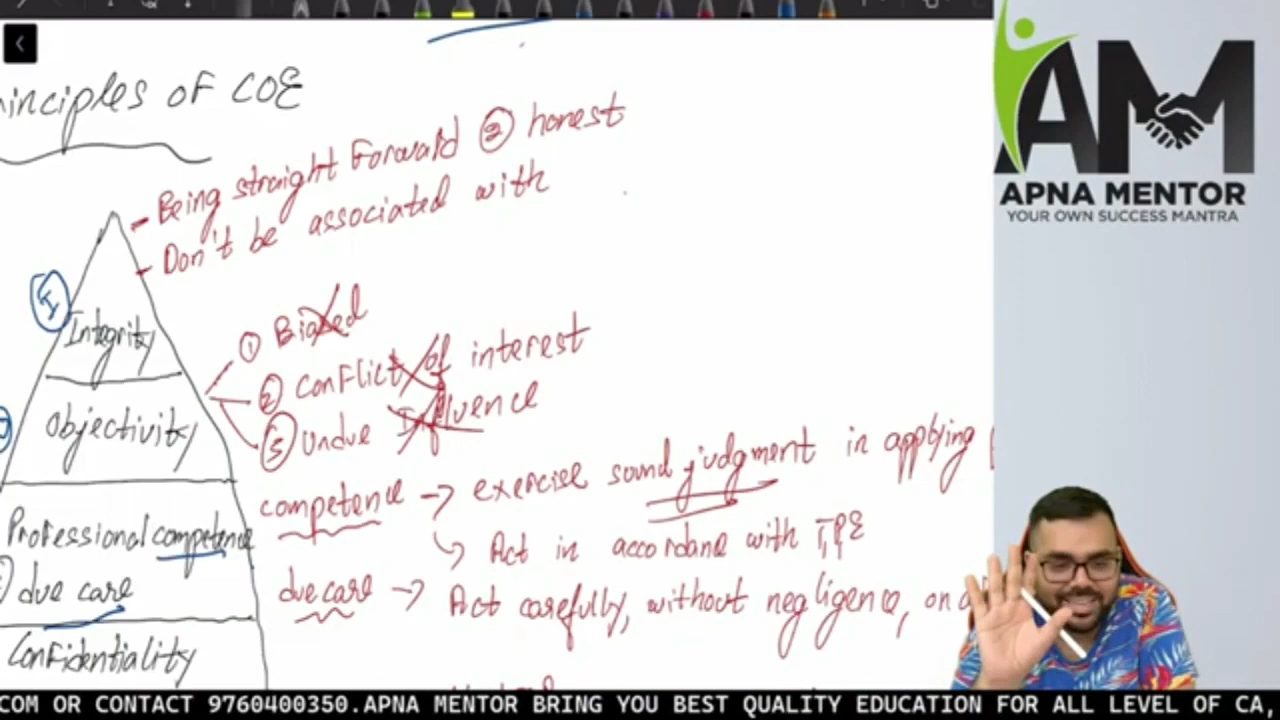 rinciples of COE
- Being straight forward ② honest
- Don't be associated with
I
Integrity
① Biased
② Conflict of interest
⑤ Undue Influence
Objectivity
competence → exercise sound judgment in applying
Professional competence
↳ Act in accordance with T,P,E
due care
due care → Act carefully, without negligence, on
Confidentiality
AM
APNA MENTOR
YOUR OWN SUCCESS MANTRA
COM OR CONTACT 9760400350.APNA MENTOR BRING YOU BEST QUALITY EDUCATION FOR ALL LEVEL OF CA,